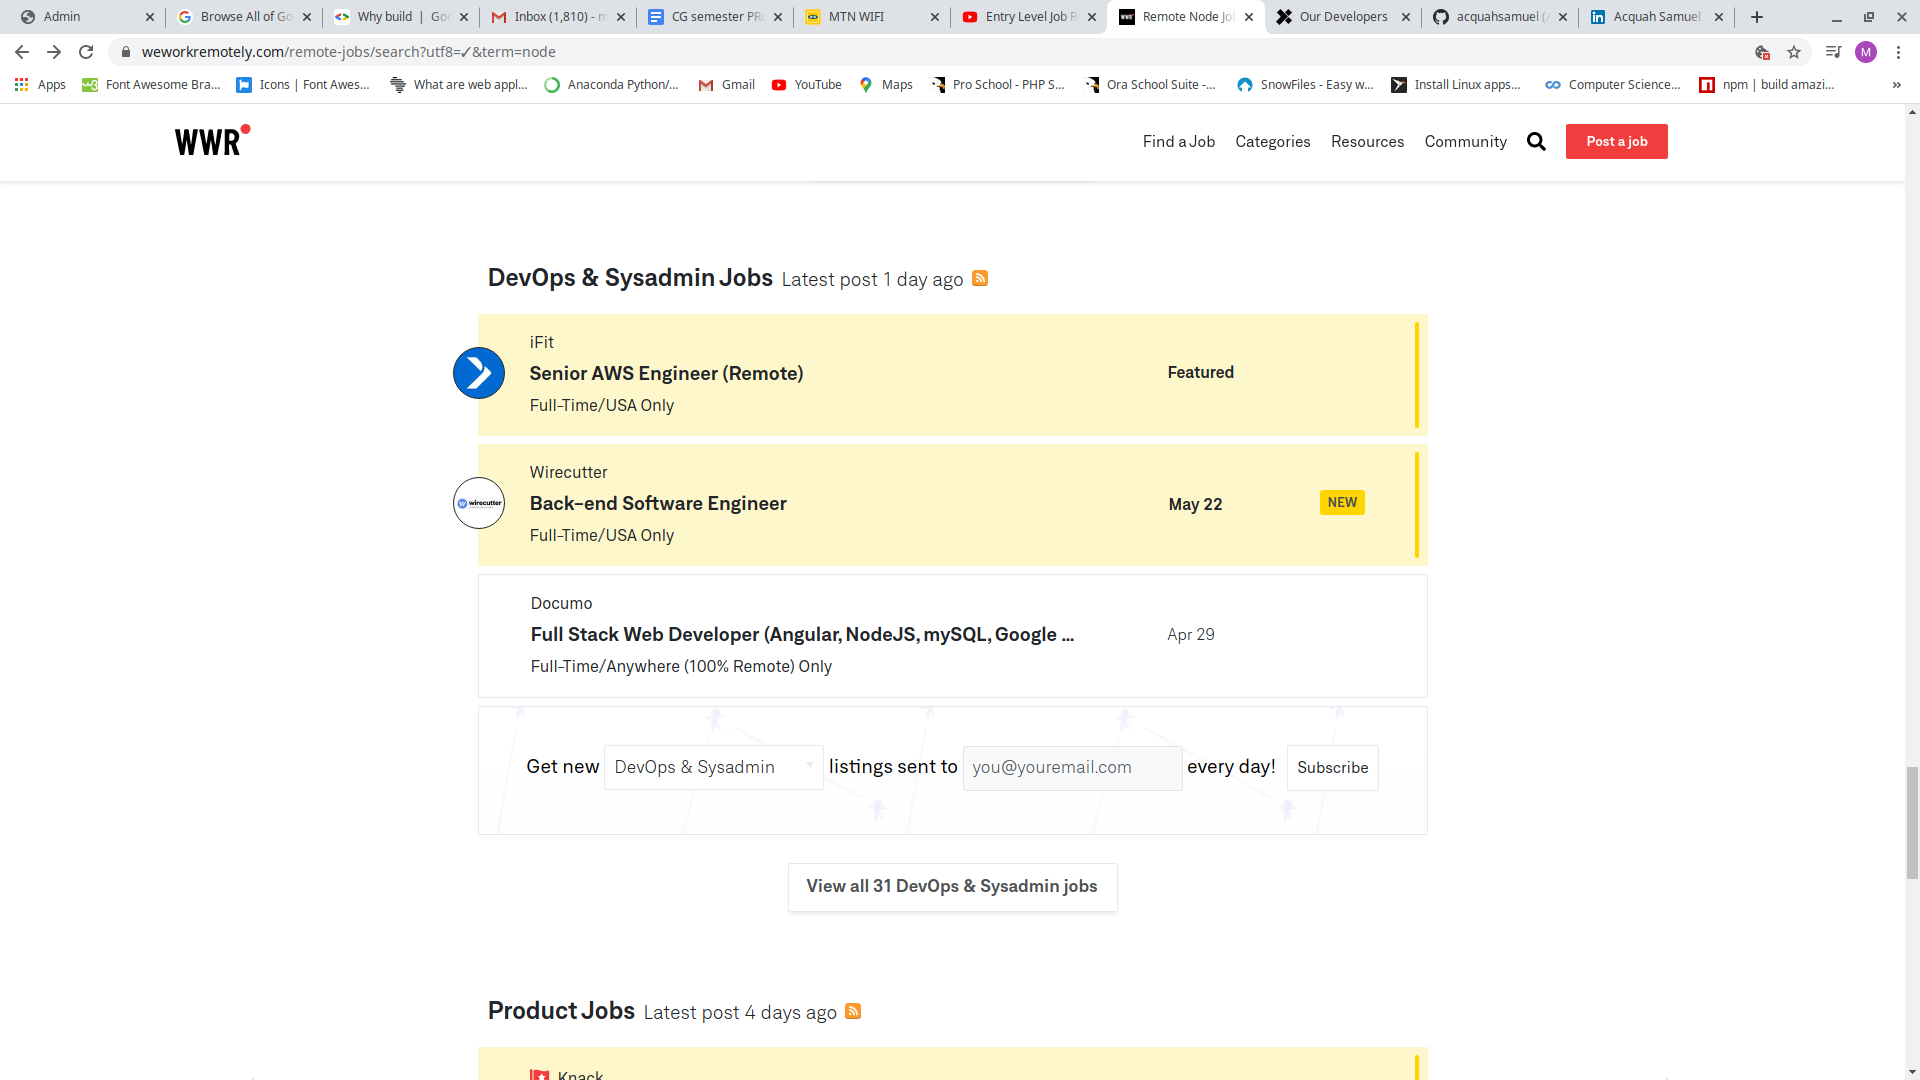 Admin
Browse All of Go
Why build | Goo
Inbox (1,810) - m
CG semester PRo
MTN WIFI
Entry Level Job R
Remote Node Jo
Our Developers
acquahsamuel (A
Acquah Samuel
weworkremotely.com/remote-jobs/search?utf8=✓&term=node
M
Apps
Font Awesome Bra...
Icons | Font Awes...
What are web appl...
Anaconda Python/...
Gmail
YouTube
Maps
Pro School - PHP S...
Ora School Suite -...
SnowFiles - Easy w...
Install Linux apps...
Computer Science...
npm | build amazi...
WWR
Find a Job
Categories
Resources
Community
Post a job
DevOps & Sysadmin Jobs Latest post 1 day ago
iFit
Senior AWS Engineer (Remote)
Featured
Full-Time/USA Only
Wirecutter
wirecutter
Back-end Software Engineer
May 22
NEW
Full-Time/USA Only
Documo
Full Stack Web Developer (Angular, NodeJS, mySQL, Google ...
Apr 29
Full-Time/Anywhere (100% Remote) Only
Get new DevOps & Sysadmin listings sent to you@youremail.com every day! Subscribe
View all 31 DevOps & Sysadmin jobs
Product Jobs Latest post 4 days ago
Knack